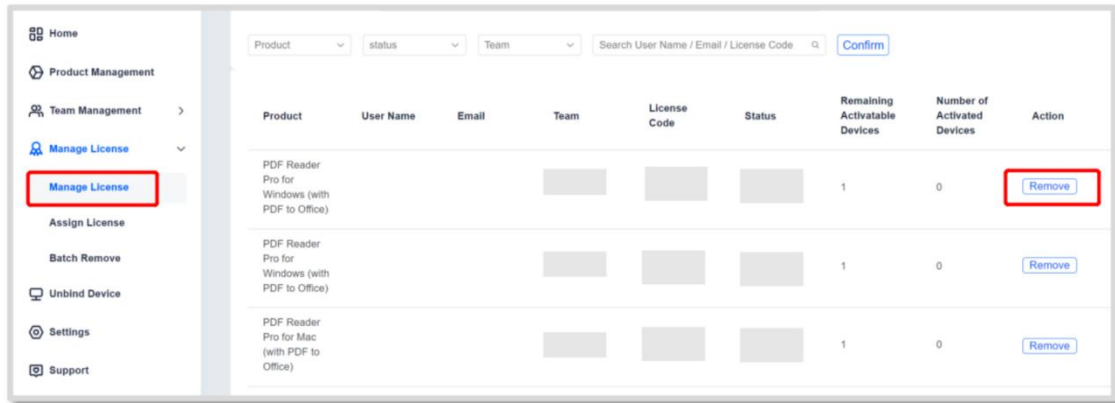 Home
Product Management
Team Management
Manage License
Manage License
Assign License
Batch Remove
Unbind Device
Settings
Support
Product status Team Search User Name / Email / License Code Confirm
Product User Name Email Team License Code Status Remaining Activatable Devices Number of Activated Devices Action
PDF Reader
Pro for
Windows (with
PDF to Office)
1 0 Remove
PDF Reader
Pro for
Windows (with
PDF to Office)
1 0 Remove
PDF Reader
Pro for Mac
(with PDF to
Office)
1 0 Remove